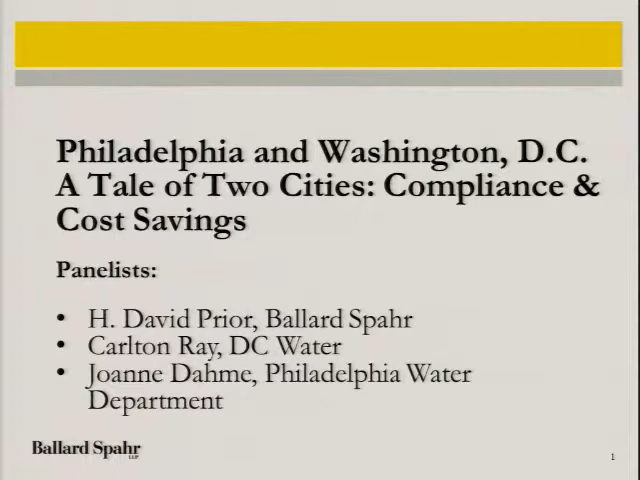 Philadelphia and Washington, D.C.
A Tale of Two Cities: Compliance &
Cost Savings
Panelists:
• H. David Prior, Ballard Spahr
• Carlton Ray, DC Water
• Joanne Dahme, Philadelphia Water
Department
Ballard Spahr
LLP
1